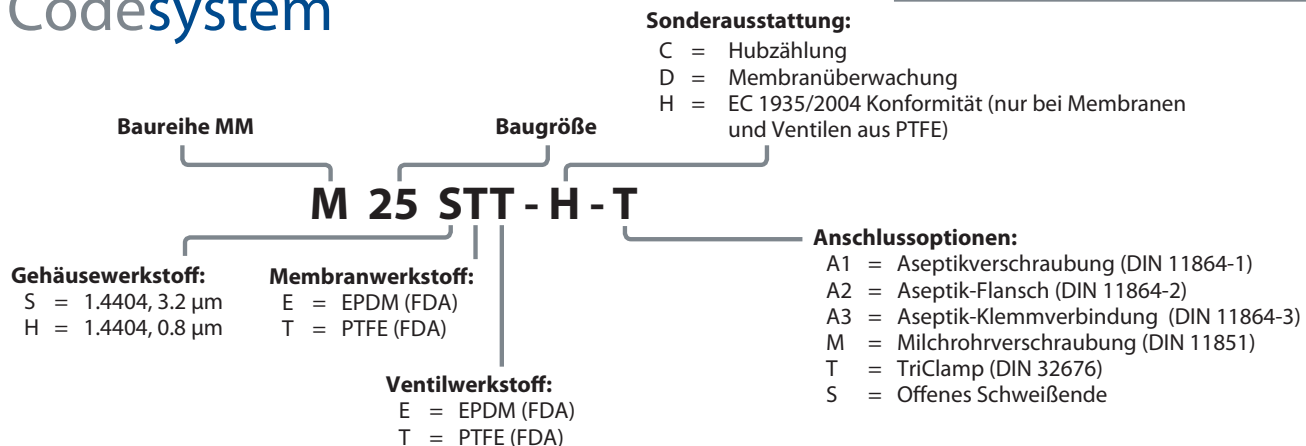 Codesystem
Sonderausstattung:
C = Hubzählung
D = Membranüberwachung
H = EC 1935/2004 Konformität (nur bei Membranen
und Ventilen aus PTFE)
Baureihe MM
Baugröße
M 25 STT - H - T
Gehäusewerkstoff:
S = 1.4404, 3.2 µm
H = 1.4404, 0.8 µm
Membranwerkstoff:
E = EPDM (FDA)
T = PTFE (FDA)
Ventilwerkstoff:
E = EPDM (FDA)
T = PTFE (FDA)
Anschlussoptionen:
A1 = Aseptikverschraubung (DIN 11864-1)
A2 = Aseptik-Flansch (DIN 11864-2)
A3 = Aseptik-Klemmverbindung (DIN 11864-3)
M = Milchrohrverschraubung (DIN 11851)
T = TriClamp (DIN 32676)
S = Offenes Schweißende